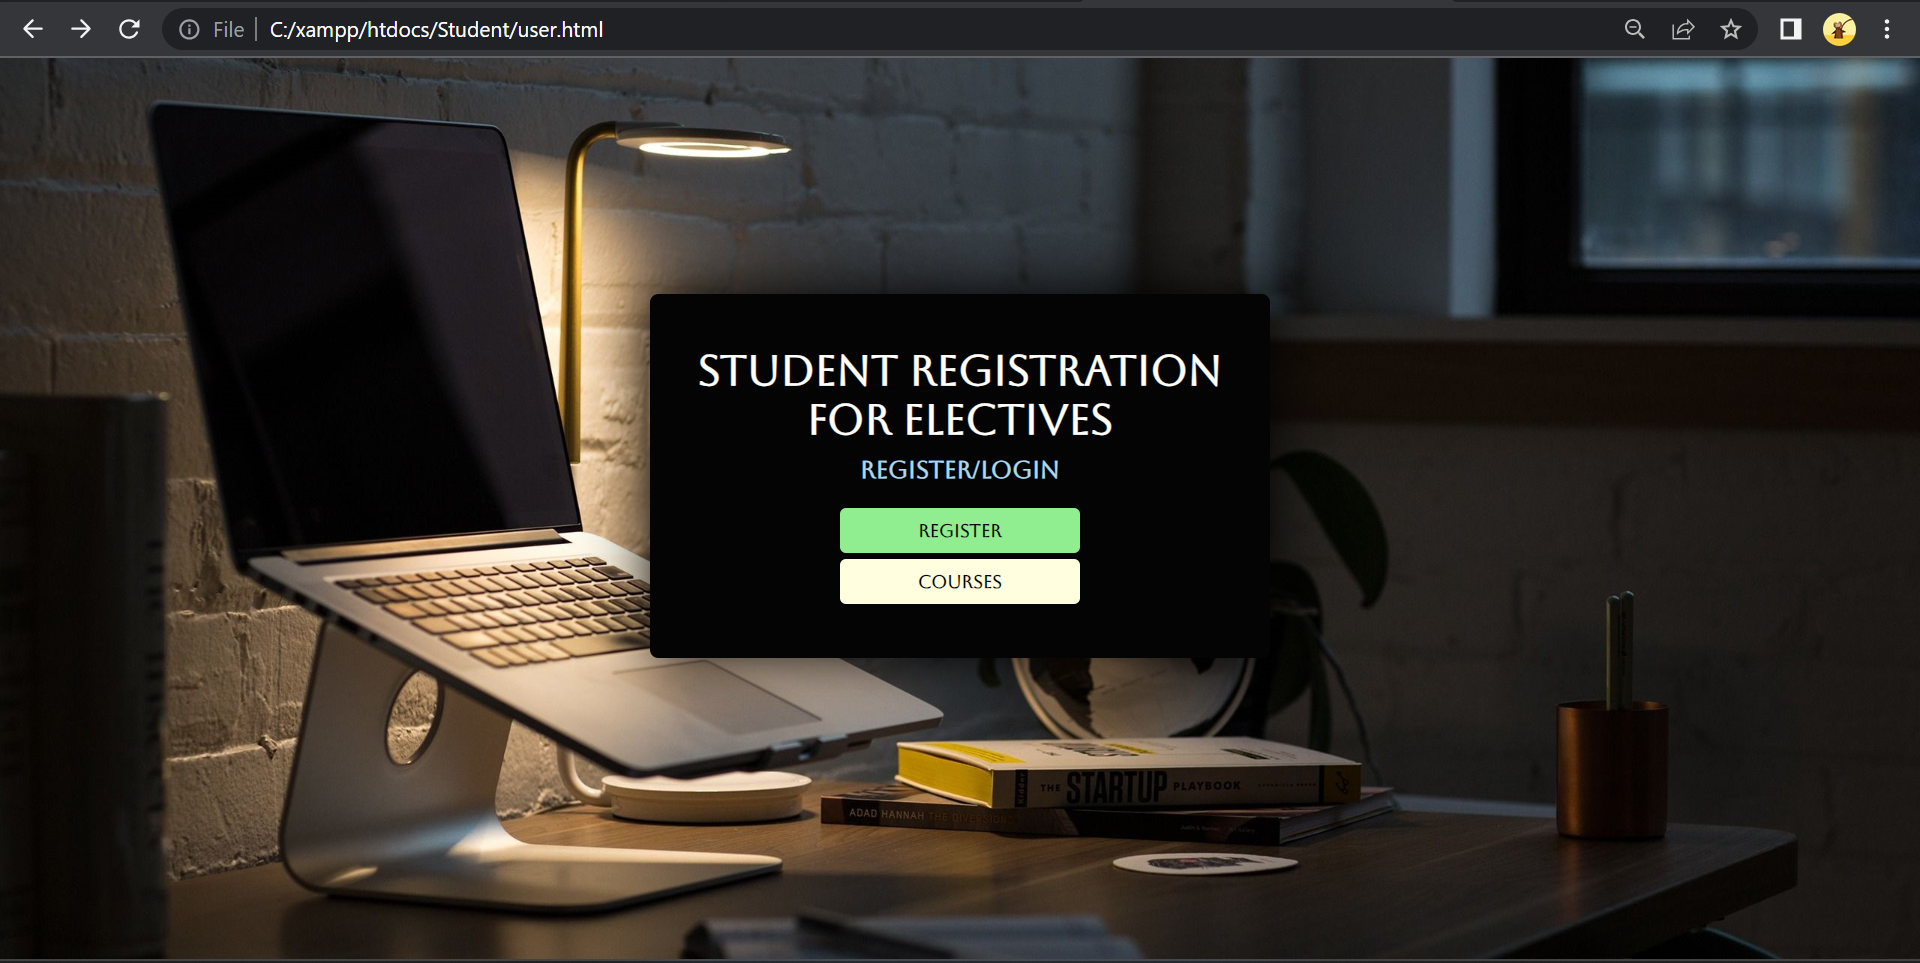 File
C:/xampp/htdocs/Student/user.html
STUDENT REGISTRATION
FOR ELECTIVES
REGISTER/LOGIN
REGISTER
COURSES
THE STARTUP PLAYBOOK
ADAD HANNAH THE DIVERSION